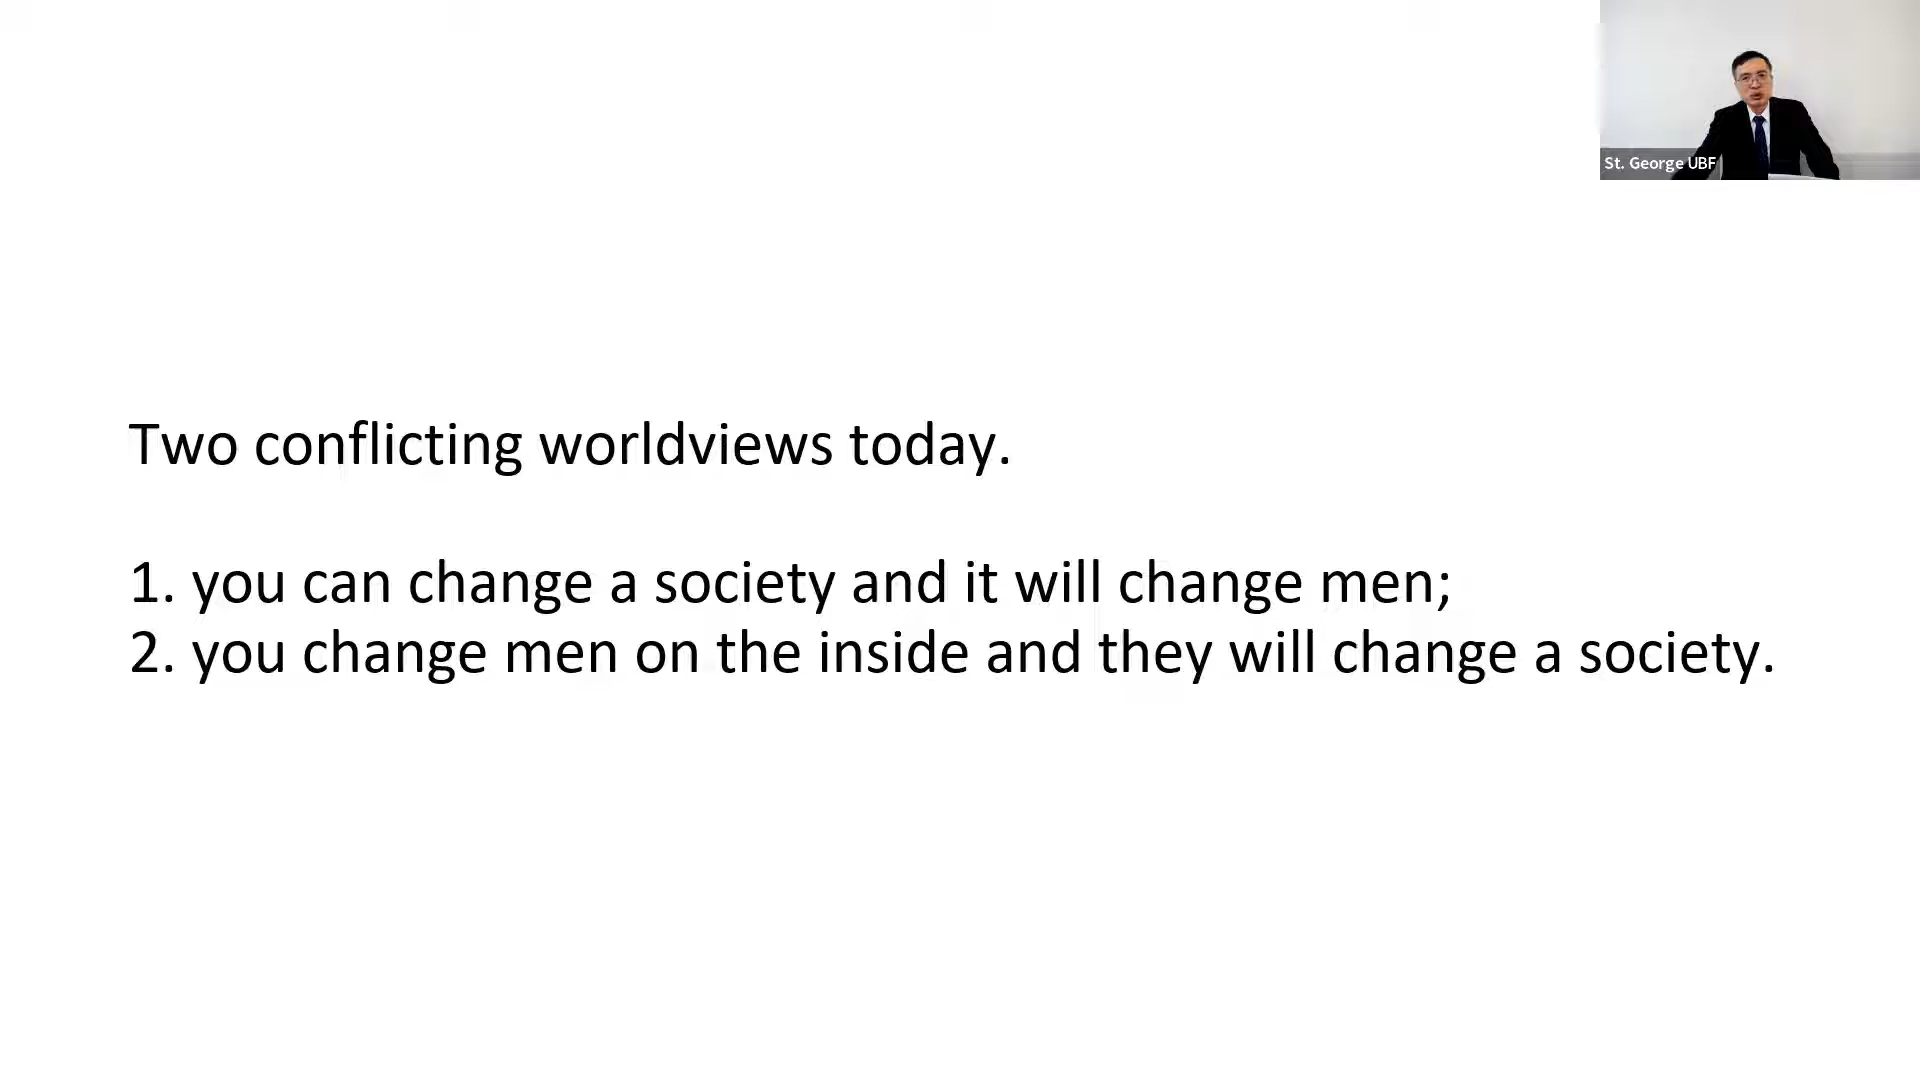 St. George UBF
Two conflicting worldviews today.
1. you can change a society and it will change men;
2. you change men on the inside and they will change a society.